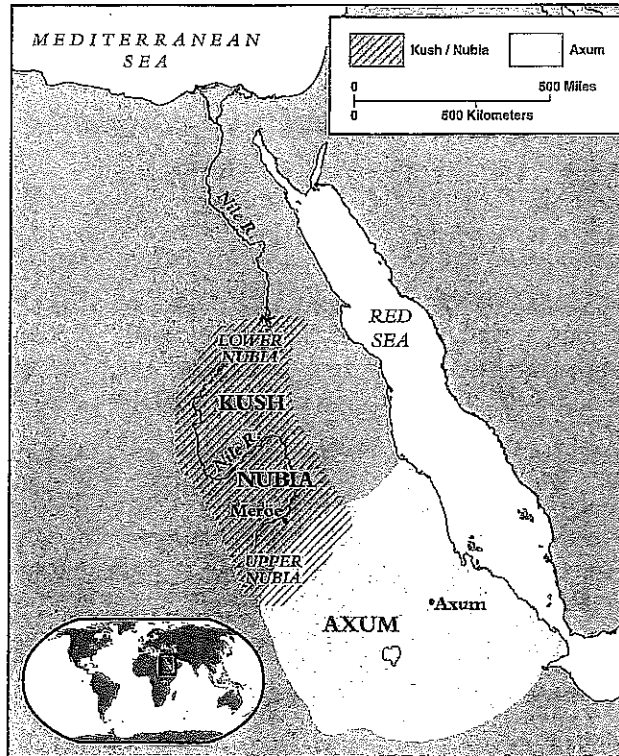 MEDITERRANEAN
SEA
Kush / Nubia
Axum
0
500 Miles
0
500 Kilometers
Nile R.
RED
SEA
LOWER
NUBIA
KUSH
Nile R.
NUBIA
Meroe
UPPER
NUBIA
AXUM
Axum